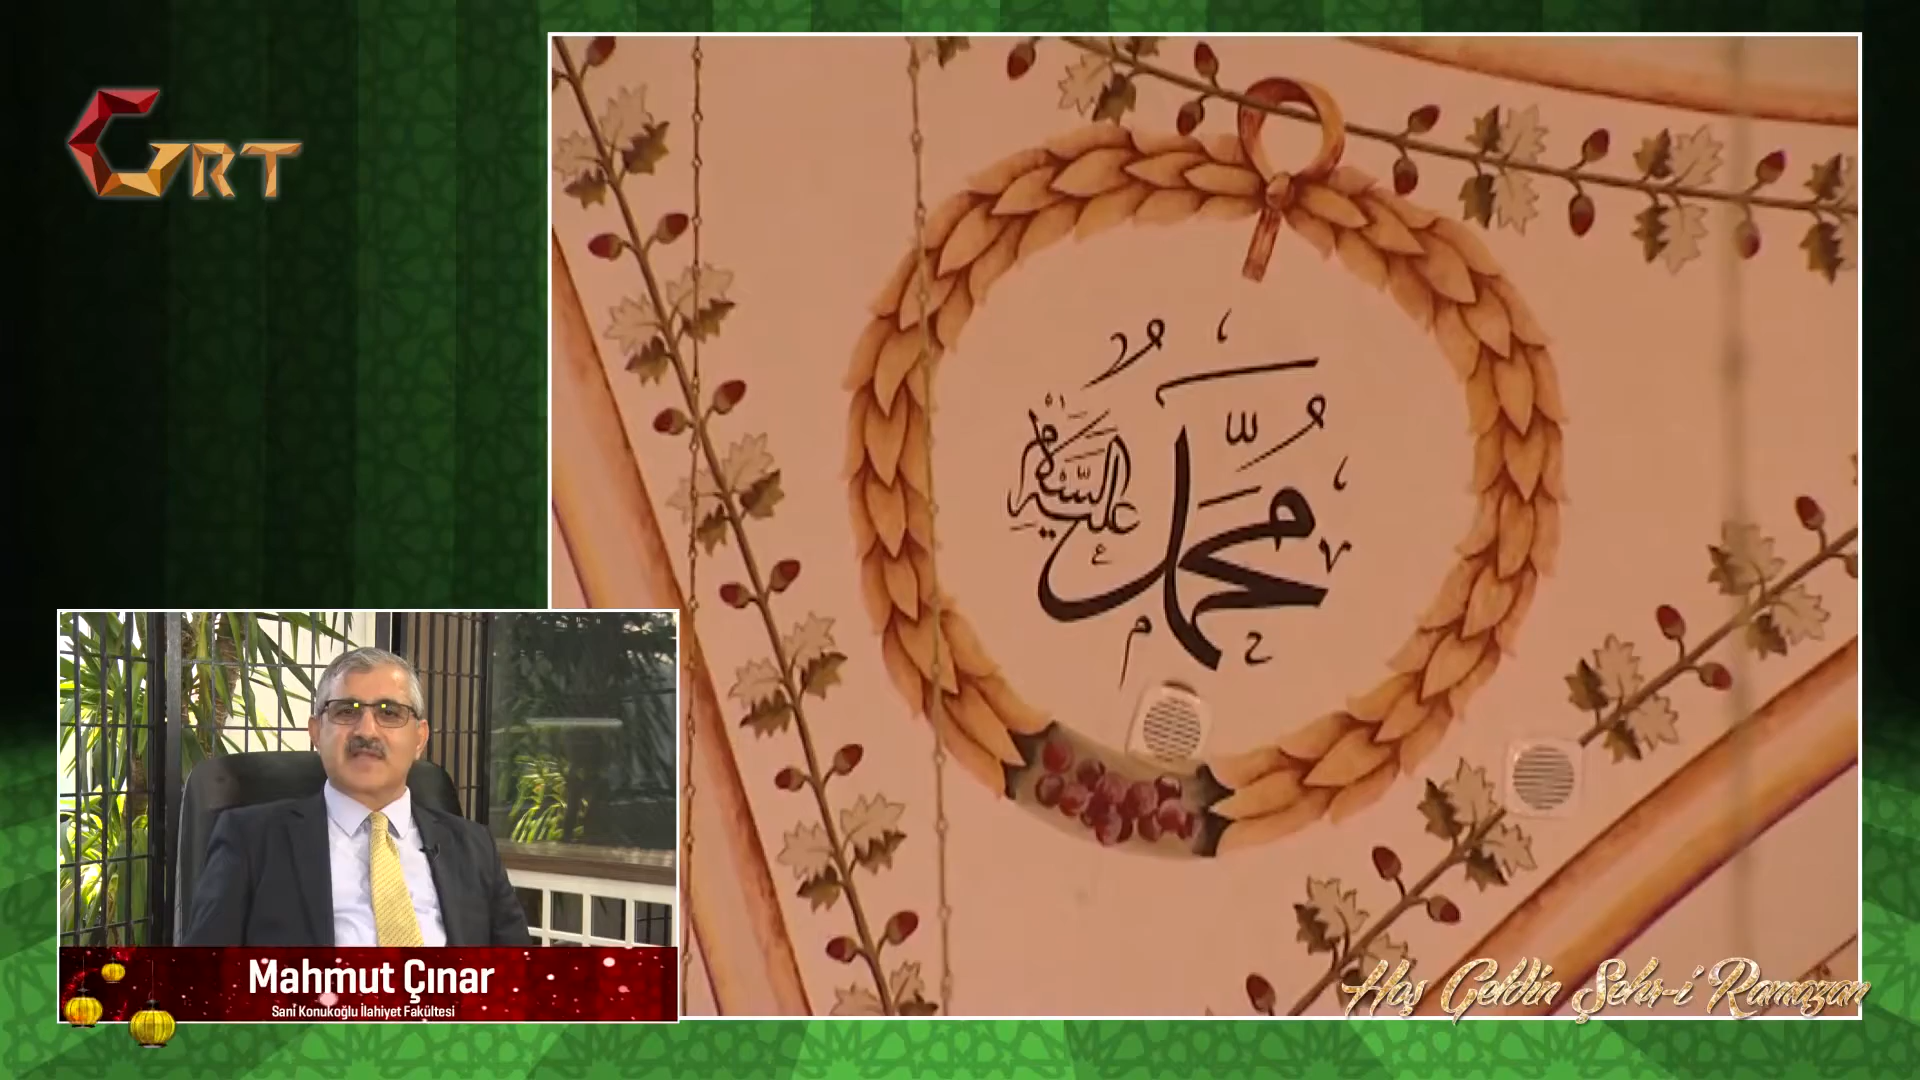 GRT
محمد
عليه السلام
Mahmut Çınar
Sani Konukoğlu İlahiyet Fakültesi
Hoş Geldin Şehr-i Ramazan